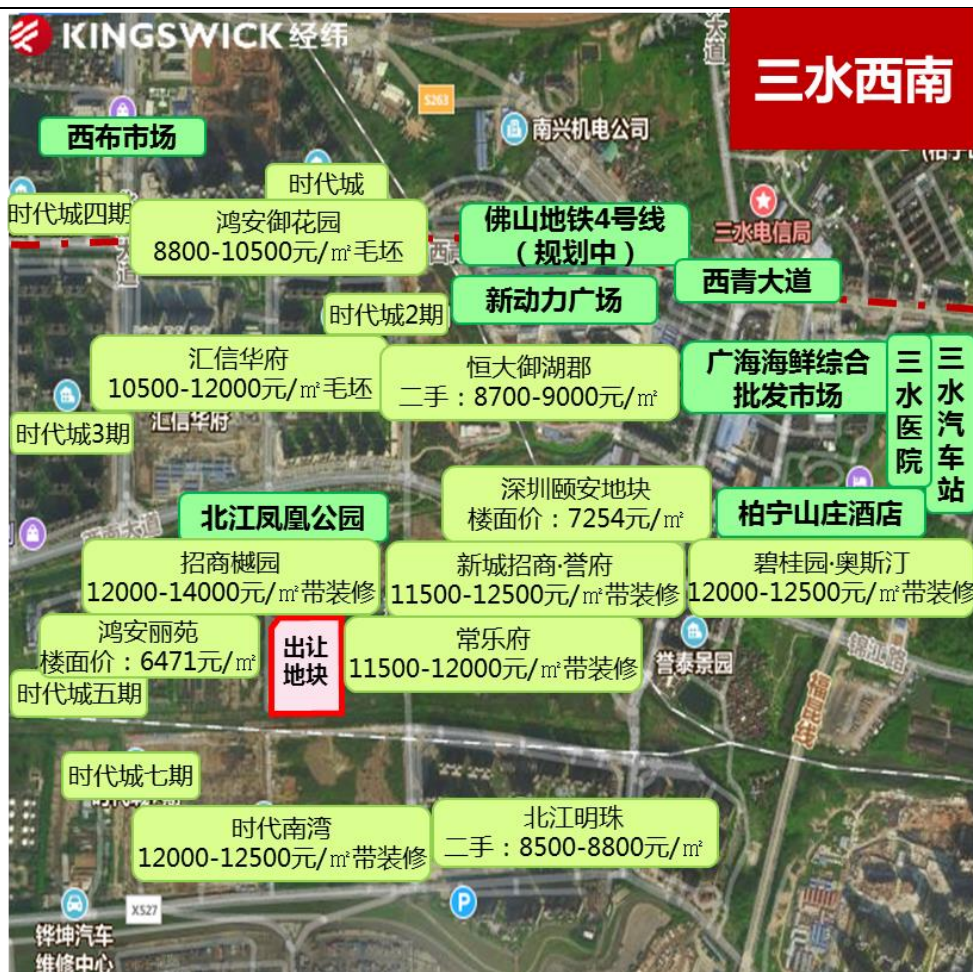 KINGSWICK 经纬
三水西南
大道
S263
南兴机电公司
西布市场
时代城
时代城四期
鸿安御花园
8800-10500元/㎡毛坯
佛山地铁4号线
（规划中）
三水电信局
西青大道
大道
新动力广场
时代城2期
汇信华府
10500-12000元/㎡毛坯
恒大御湖郡
二手：8700-9000元/㎡
广海海鲜综合
批发市场
三水医院
三水汽车站
汇信华府
时代城3期
深圳颐安地块
楼面价：7254元/㎡
北江凤凰公园
柏宁山庄酒店
大道
招商樾园
12000-14000元/㎡带装修
新城招商·誉府
11500-12500元/㎡带装修
碧桂园·奥斯汀
12000-12500元/㎡带装修
鸿安丽苑
楼面价：6471元/㎡
出让
地块
常乐府
11500-12000元/㎡带装修
誉泰景园
锦江路
福昆线
时代城五期
时代城七期
时代南湾
12000-12500元/㎡带装修
北江明珠
二手：8500-8800元/㎡
X527
P
铧坤汽车
维修中心